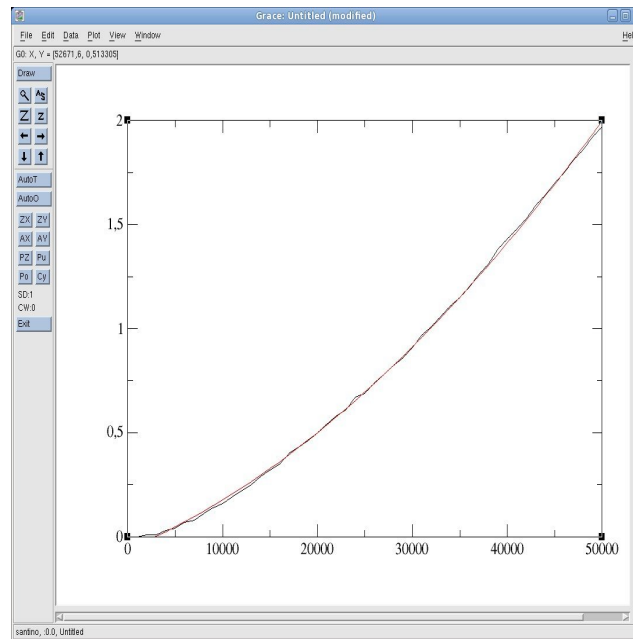 Grace: Untitled (modified)
File Edit Data Plot View Window Hel
G0: X, Y = [52671,6, 0,513305]
Draw
AS
Z z
AutoT
AutoO
ZX ZY
AX AY
PZ Pu
Po Cy
SD:1
CW:0
Exit
2
1,5
1
0,5
0
0 10000 20000 30000 40000 50000
santino, :0.0, Untitled